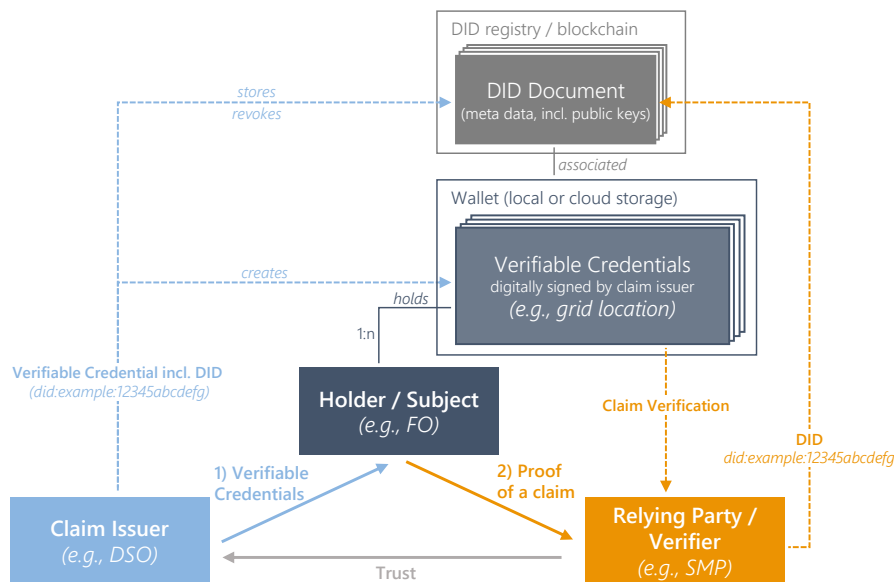 DID registry / blockchain
DID Document
(meta data, incl. public keys)
stores
revokes
associated
Wallet (local or cloud storage)
Verifiable Credentials
digitally signed by claim issuer
(e.g., grid location)
creates
holds
1:n
Verifiable Credential incl. DID
(did:example:12345abcdefg)
Holder / Subject
(e.g., FO)
Claim Verification
DID
did:example:12345abcdefg
1) Verifiable
Credentials
2) Proof
of a claim
Claim Issuer
(e.g., DSO)
Relying Party /
Verifier
(e.g., SMP)
Trust